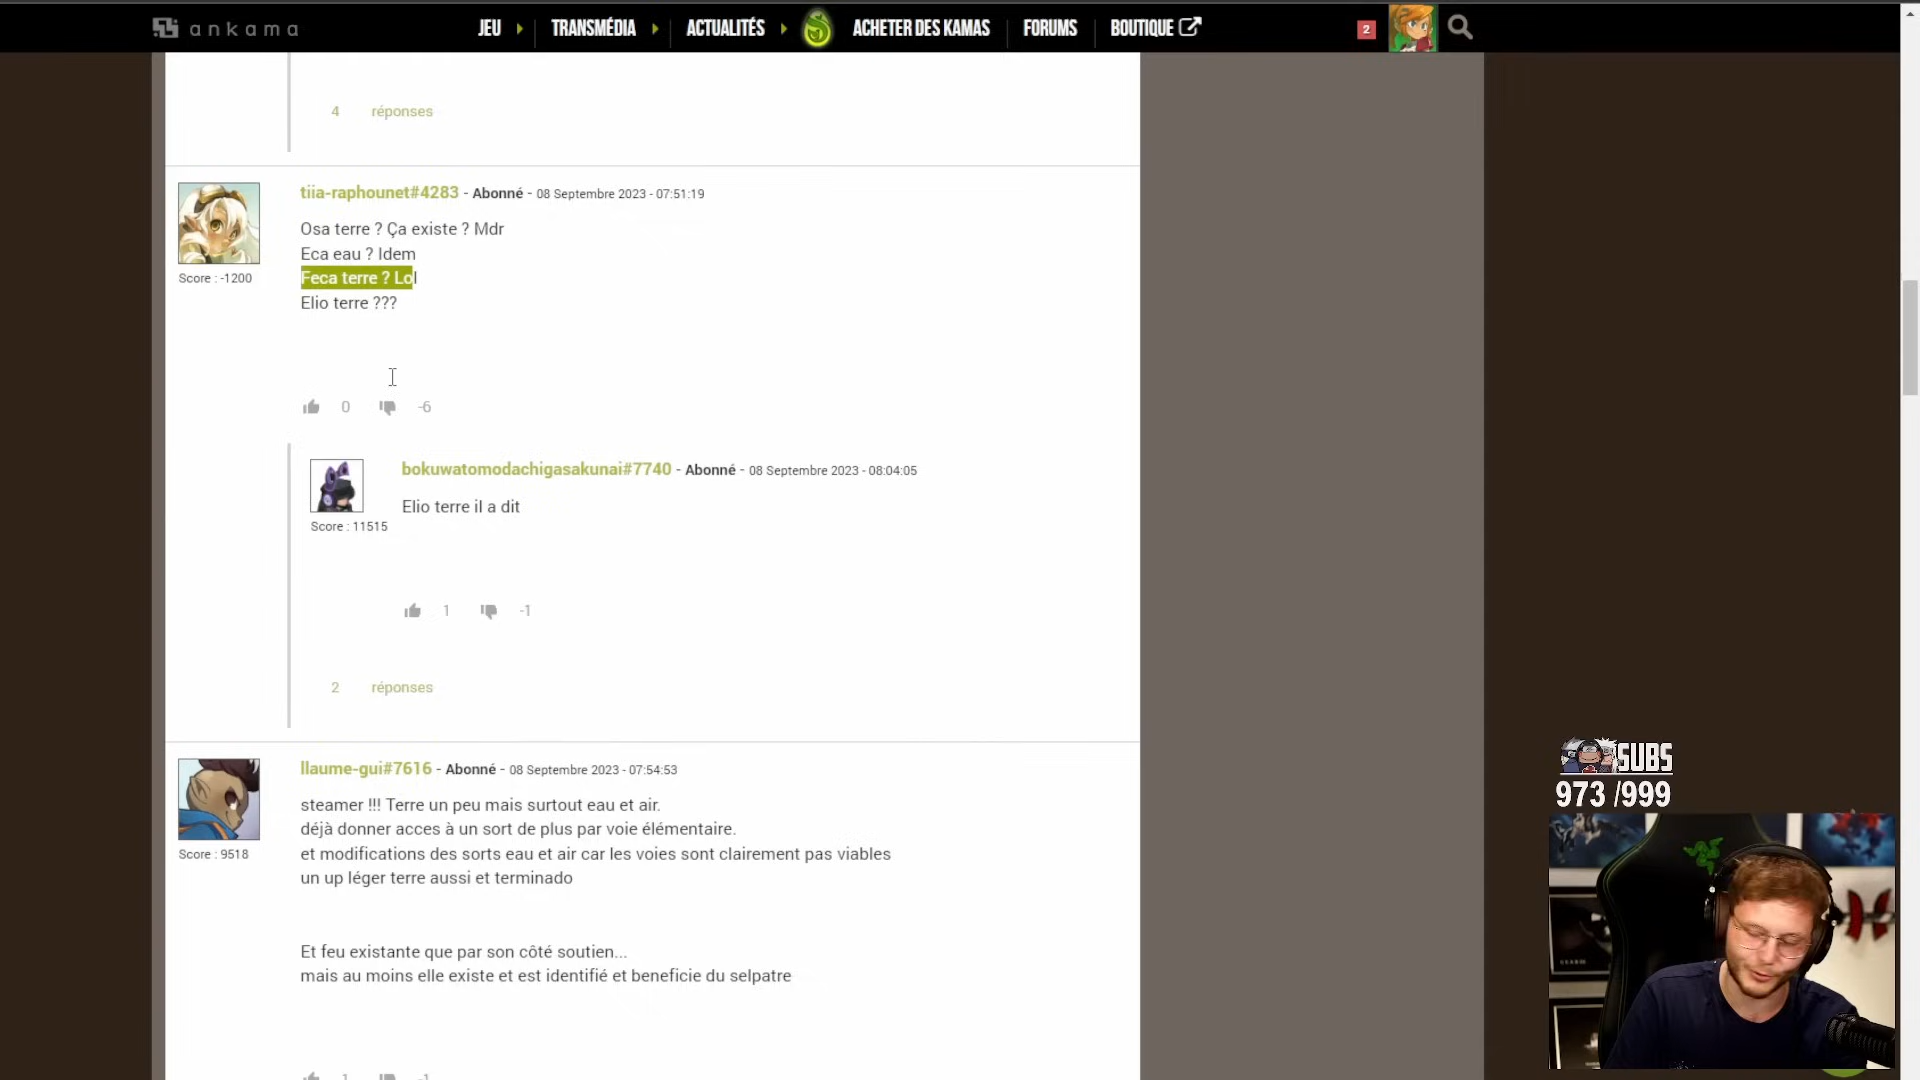 ankama
JEU
TRANSMÉDIA
ACTUALITÉS
ACHETER DES KAMAS
FORUMS
BOUTIQUE
2
4 réponses
tiia-raphounet#4283 - Abonné - 08 Septembre 2023 - 07:51:19
Score : -1200
Osa terre ? Ça existe ? Mdr
Eca eau ? Idem
Feca terre ? Lol
Elio terre ???
0 -6
bokuwatomodachigasakunai#7740 - Abonné - 08 Septembre 2023 - 08:04:05
Score : 11515
Elio terre il a dit
1 -1
2 réponses
llaume-gui#7616 - Abonné - 08 Septembre 2023 - 07:54:53
Score : 9518
steamer !!! Terre un peu mais surtout eau et air.
déjà donner acces à un sort de plus par voie élémentaire.
et modifications des sorts eau et air car les voies sont clairement pas viables
un up léger terre aussi et terminado
Et feu existante que par son côté soutien...
mais au moins elle existe et est identifié et beneficie du selpatre
1 -1
SUBS
973 /999